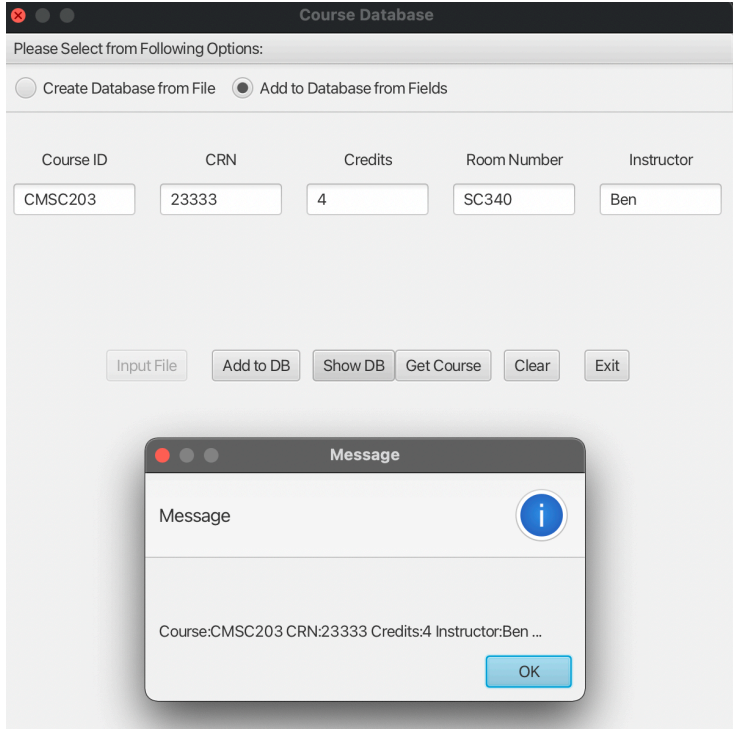 Course Database
Please Select from Following Options:
Create Database from File Add to Database from Fields
Course ID CRN Credits Room Number Instructor
CMSC203 23333 4 SC340 Ben
Input File Add to DB Show DB Get Course Clear Exit
Message
Message
i
Course:CMSC203 CRN:23333 Credits:4 Instructor:Ben ...
OK